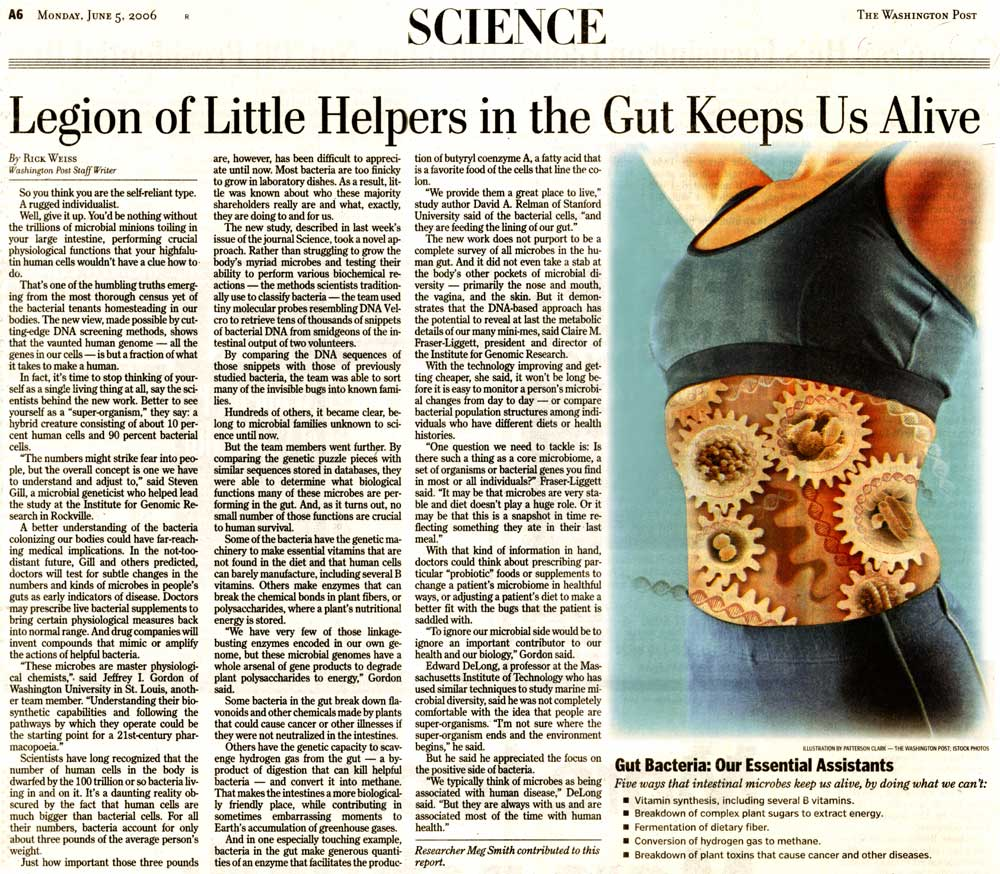 A6 MONDAY, JUNE 5, 2006 R
SCIENCE
THE WASHINGTON POST
Legion of Little Helpers in the Gut Keeps Us Alive
By RICK WEISS
Washington Post Staff Writer
So you think you are the self-reliant type.
A rugged individualist.
Well, give it up. You'd be nothing without
the trillions of microbial minions toiling in
your large intestine, performing crucial
physiological functions that your highfalu-
tin human cells wouldn't have a clue how to
do.
That's one of the humbling truths emerg-
ing from the most thorough census yet of
the bacterial tenants homesteading in our
bodies. The new view, made possible by cut-
ting-edge DNA screening methods, shows
that the vaunted human genome — all the
genes in our cells — is but a fraction of what
it takes to make a human.
In fact, it's time to stop thinking of your-
self as a single living thing at all, say the sci-
entists behind the new work. Better to see
yourself as a "super-organism," they say: a
hybrid creature consisting of about 10 per-
cent human cells and 90 percent bacterial
cells.
"The numbers might strike fear into peo-
ple, but the overall concept is one we have
to understand and adjust to," said Steven
Gill, a microbial geneticist who helped lead
the study at the Institute for Genomic Re-
search in Rockville.
A better understanding of the bacteria
colonizing our bodies could have far-reach-
ing medical implications. In the not-too-
distant future, Gill and others predicted,
doctors will test for subtle changes in the
numbers and kinds of microbes in people's
guts as early indicators of disease. Doctors
may prescribe live bacterial supplements to
bring certain physiological measures back
into normal range. And drug companies will
invent compounds that mimic or amplify
the actions of helpful bacteria.
"These microbes are master physiologi-
cal chemists," said Jeffrey I. Gordon of
Washington University in St. Louis, anoth-
er team member. "Understanding their bio-
synthetic capabilities and following the
pathways by which they operate could be
the starting point for a 21st-century phar-
macopoeia."
Scientists have long recognized that the
number of human cells in the body is
dwarfed by the 100 trillion or so bacteria liv-
ing in and on it. It's a daunting reality ob-
scured by the fact that human cells are
much bigger than bacterial cells. For all
their numbers, bacteria account for only
about three pounds of the average person's
weight.
Just how important those three pounds
are, however, has been difficult to appreci-
ate until now. Most bacteria are too finicky
to grow in laboratory dishes. As a result, lit-
tle was known about who these majority
shareholders really are and what, exactly,
they are doing to and for us.
The new study, described in last week's
issue of the journal Science, took a novel ap-
proach. Rather than struggling to grow the
body's myriad microbes and testing their
ability to perform various biochemical re-
actions — the methods scientists tradition-
ally use to classify bacteria — the team used
tiny molecular probes resembling DNA Vel-
cro to retrieve tens of thousands of snippets
of bacterial DNA from smidgeons of the in-
testinal output of two volunteers.
By comparing the DNA sequences of
those snippets with those of previously
studied bacteria, the team was able to sort
many of the invisible bugs into known fami-
lies.
Hundreds of others, it became clear, be-
long to microbial families unknown to sci-
ence until now.
But the team members went further. By
comparing the genetic puzzle pieces with
similar sequences stored in databases, they
were able to determine what biological
functions many of these microbes are per-
forming in the gut. And, as it turns out, no
small number of those functions are crucial
to human survival.
Some of the bacteria have the genetic ma-
chinery to make essential vitamins that are
not found in the diet and that human cells
can barely manufacture, including several B
vitamins. Others make enzymes that can
break the chemical bonds in plant fibers, or
polysaccharides, where a plant's nutritional
energy is stored.
"We have very few of those linkage-
busting enzymes encoded in our own ge-
nome, but these microbial genomes have a
whole arsenal of gene products to degrade
plant polysaccharides to energy," Gordon
said.
Some bacteria in the gut break down fla-
vonoids and other chemicals made by plants
that could cause cancer or other illnesses if
they were not neutralized in the intestines.
Others have the genetic capacity to scav-
enge hydrogen gas from the gut — a by-
product of digestion that can kill helpful
bacteria — and convert it into methane.
That makes the intestines a more biological-
ly friendly place, while contributing in
sometimes embarrassing moments to
Earth's accumulation of greenhouse gases.
And in one especially touching example,
bacteria in the gut make generous quanti-
ties of an enzyme that facilitates the produc-
tion of butyryl coenzyme A, a fatty acid that
is a favorite food of the cells that line the co-
lon.
"We provide them a great place to live,"
study author David A. Relman of Stanford
University said of the bacterial cells, "and
they are feeding the lining of our gut."
The new work does not purport to be a
complete survey of all microbes in the hu-
man gut. And it did not even take a stab at
the body's other pockets of microbial di-
versity — primarily the nose and mouth,
the vagina, and the skin. But it demon-
strates that the DNA-based approach has
the potential to reveal at last the metabolic
details of our many mini-mes, said Claire M.
Fraser-Liggett, president and director of
the Institute for Genomic Research.
With the technology improving and get-
ting cheaper, she said, it won't be long be-
fore it is easy to monitor a person's microbi-
al changes from day to day — or compare
bacterial population structures among indi-
viduals who have different diets or health
histories.
"One question we need to tackle is: Is
there such a thing as a core microbiome, a
set of organisms or bacterial genes you find
in most or all individuals?" Fraser-Liggett
said. "It may be that microbes are very sta-
ble and diet doesn't play a huge role. Or it
may be that this is a snapshot in time re-
flecting something they ate in their last
meal."
With that kind of information in hand,
doctors could think about prescribing par-
ticular "probiotic" foods or supplements to
change a patient's microbiome in healthful
ways, or adjusting a patient's diet to make a
better fit with the bugs that the patient is
saddled with.
"To ignore our microbial side would be to
ignore an important contributor to our
health and our biology," Gordon said.
Edward DeLong, a professor at the Mas-
sachusetts Institute of Technology who has
used similar techniques to study marine mi-
crobial diversity, said he was not completely
comfortable with the idea that people are
super-organisms. "I'm not sure where the
super-organism ends and the environment
begins," he said.
But he said he appreciated the focus on
the positive side of bacteria.
"We typically think of microbes as being
associated with human disease," DeLong
said. "But they are always with us and are
associated most of the time with human
health."
Researcher Meg Smith contributed to this
report.
ILLUSTRATION BY PATTERSON CLARK — THE WASHINGTON POST; ISTOCK PHOTOS
Gut Bacteria: Our Essential Assistants
Five ways that intestinal microbes keep us alive, by doing what we can't:
■ Vitamin synthesis, including several B vitamins.
■ Breakdown of complex plant sugars to extract energy.
■ Fermentation of dietary fiber.
■ Conversion of hydrogen gas to methane.
■ Breakdown of plant toxins that cause cancer and other diseases.